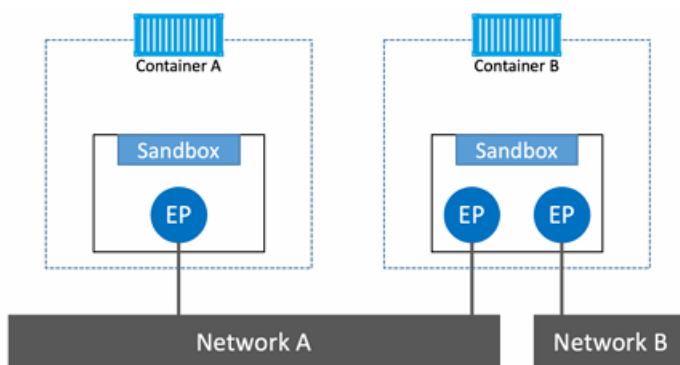 Container A
Container B
Sandbox
Sandbox
EP
EP
EP
Network A
Network B